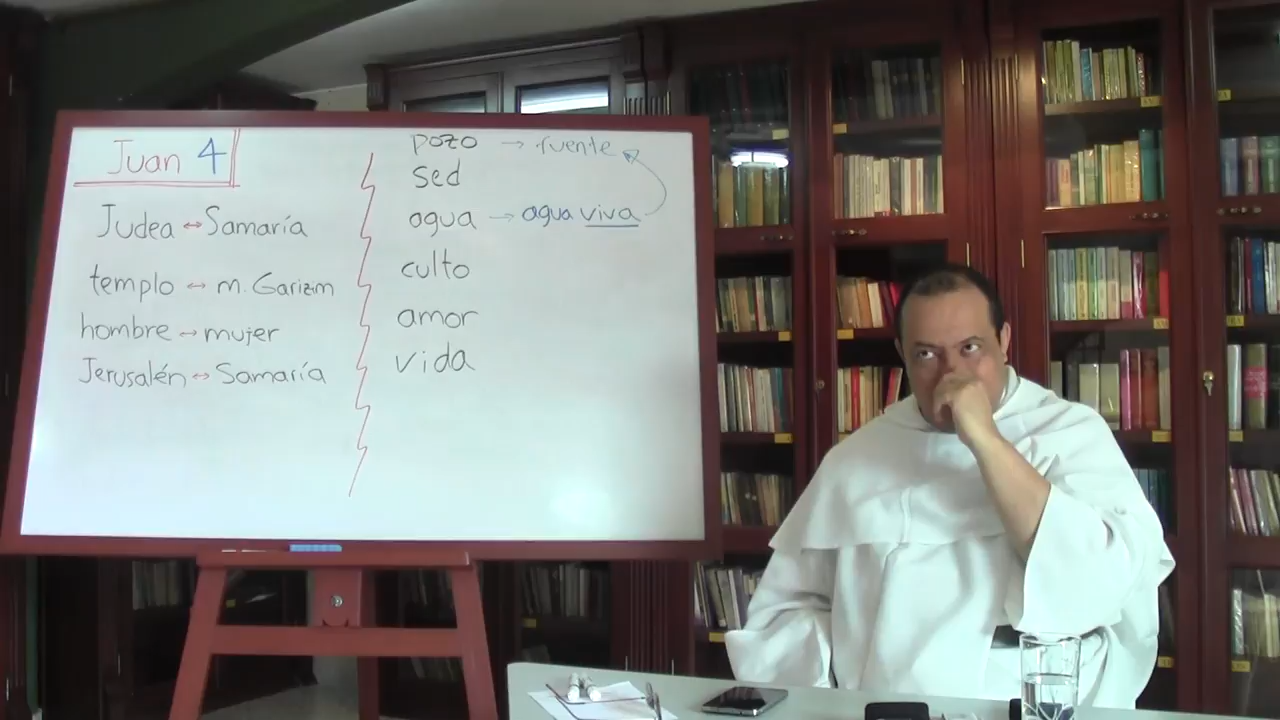 Juan 4
Judea ↔ Samaría
templo ↔ m. Garizim
hombre ↔ mujer
Jerusalén ↔ Samaría
pozo → fuente
sed
agua → agua viva
culto
amor
vida